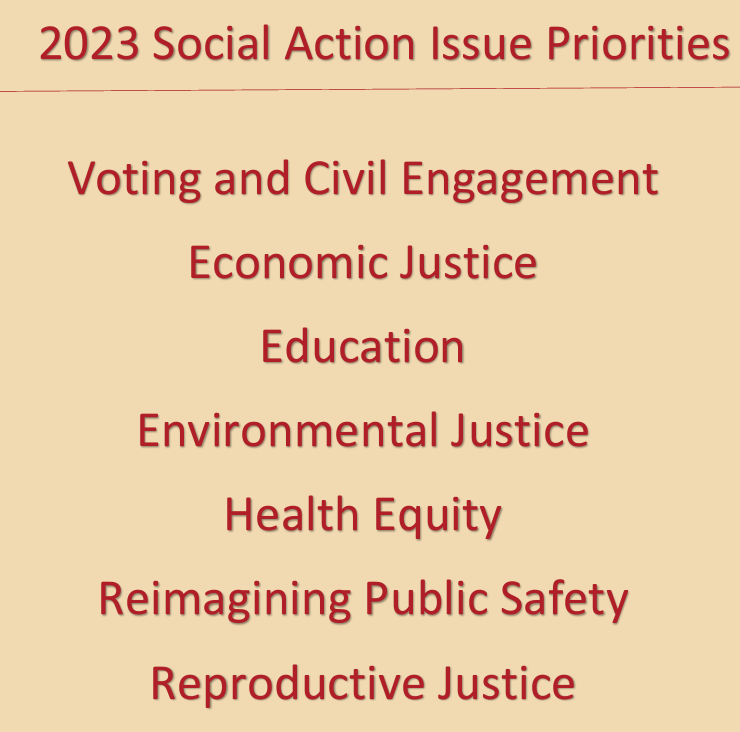 2023 Social Action Issue Priorities
Voting and Civil Engagement
Economic Justice
Education
Environmental Justice
Health Equity
Reimagining Public Safety
Reproductive Justice